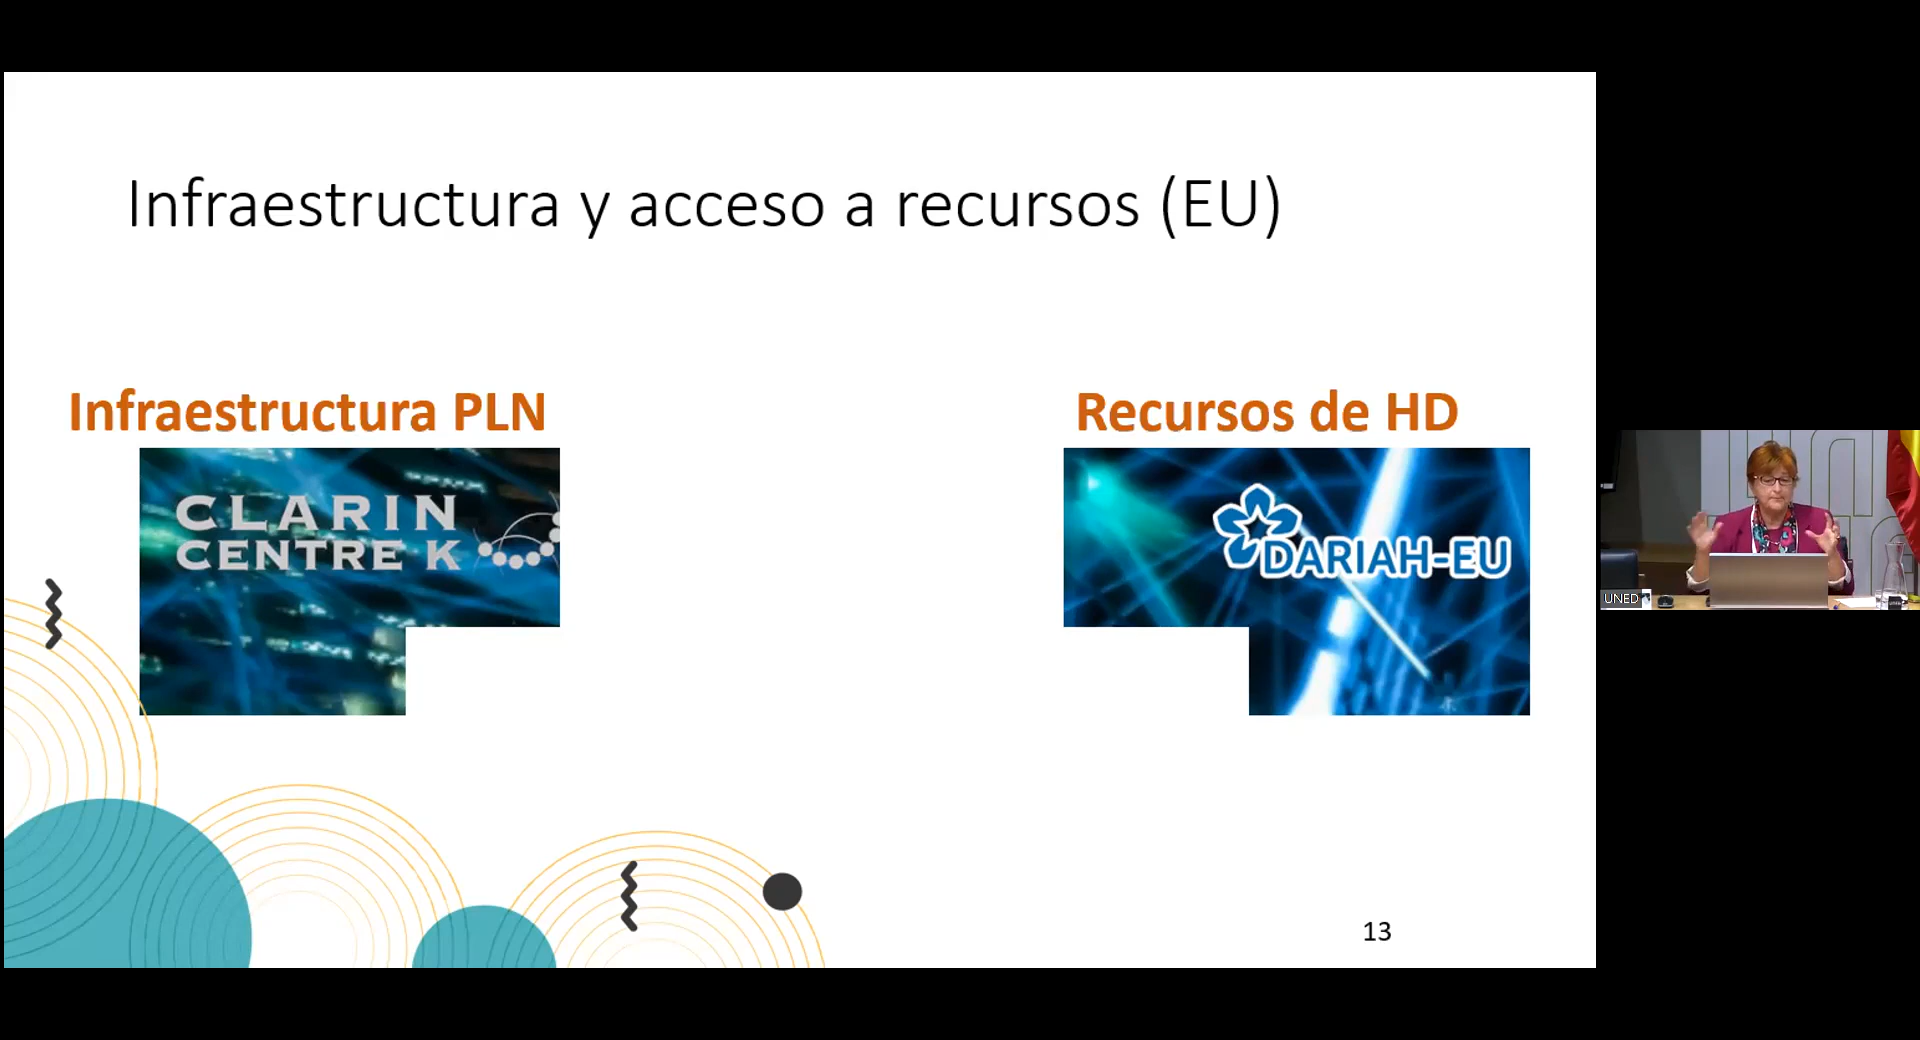 Infraestructura y acceso a recursos (EU)
Infraestructura PLN
CLARIN
CENTRE K
Recursos de HD
DARIAH-EU
13
UNED